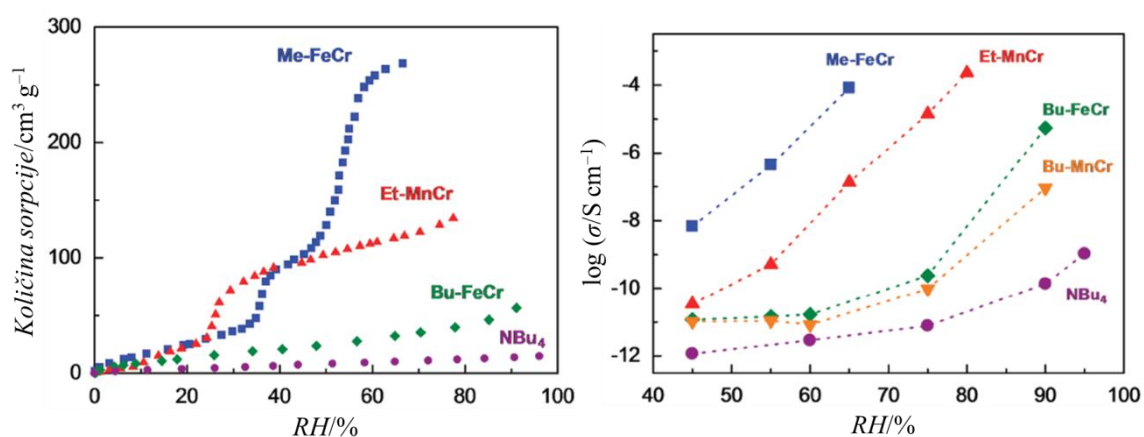 Količina sorpcije/cm³ g⁻¹
300
200
100
0
Me-FeCr
Et-MnCr
Bu-FeCr
NBu₄
0 20 40 60 80 100
RH/%
log (σ/S cm⁻¹)
-4
-6
-8
-10
-12
Me-FeCr
Et-MnCr
Bu-FeCr
Bu-MnCr
NBu₄
40 50 60 70 80 90 100
RH/%